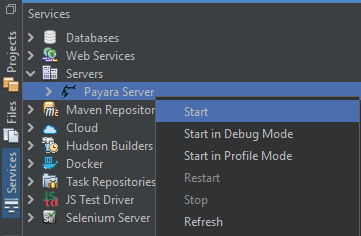 Services
Projects
Files
Services
Databases
Web Services
Servers
Payara Server
Maven Repositor
Cloud
Hudson Builders
Docker
Task Repositories
JS Test Driver
Selenium Server
Start
Start in Debug Mode
Start in Profile Mode
Restart
Stop
Refresh